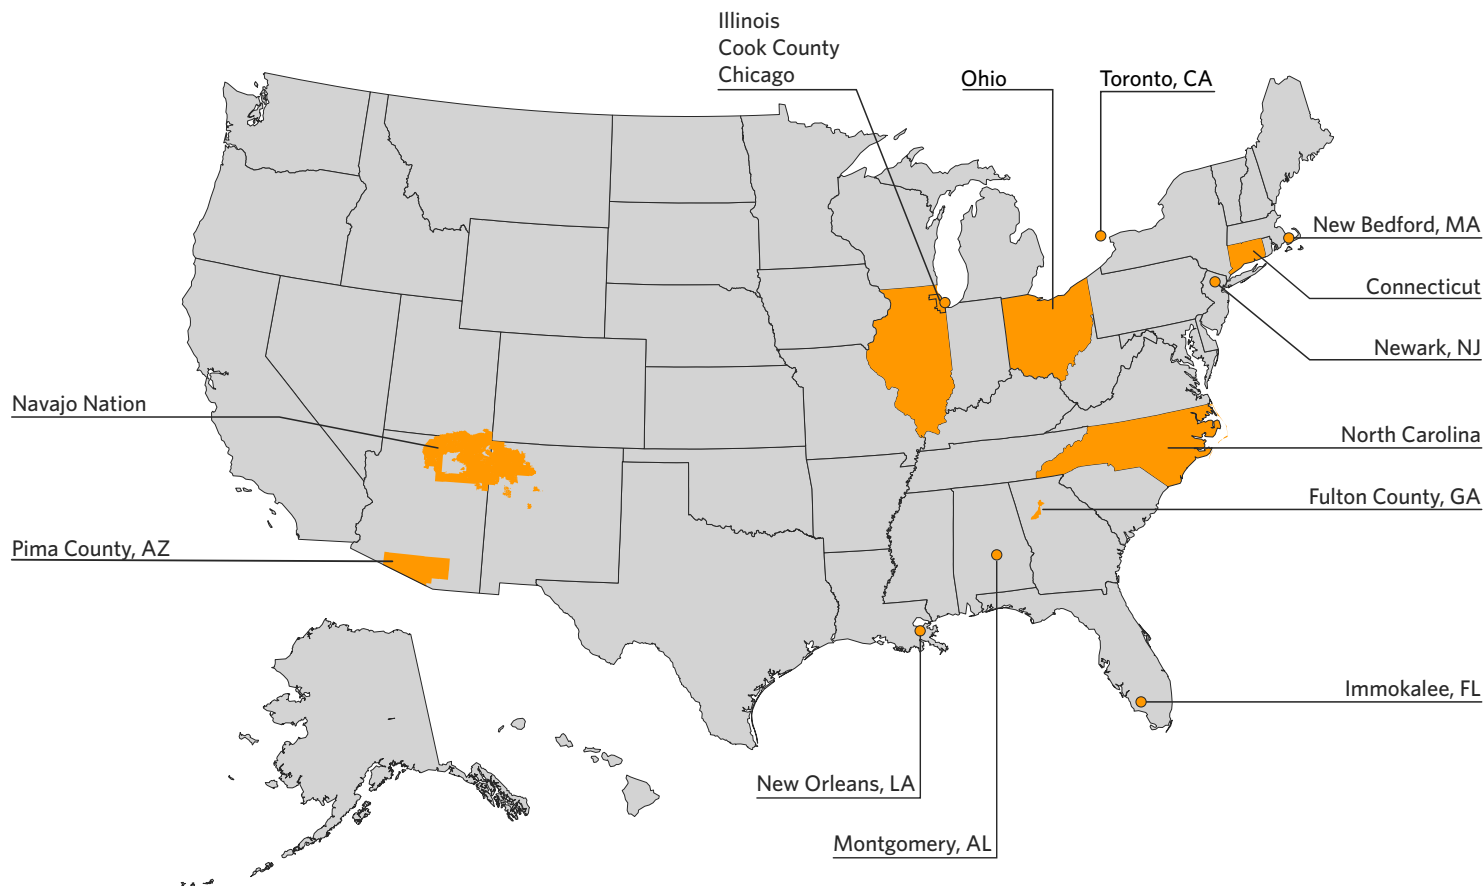 Illinois
Cook County
Chicago
Ohio
Toronto, CA
New Bedford, MA
Connecticut
Newark, NJ
Navajo Nation
North Carolina
Fulton County, GA
Pima County, AZ
Immokalee, FL
New Orleans, LA
Montgomery, AL